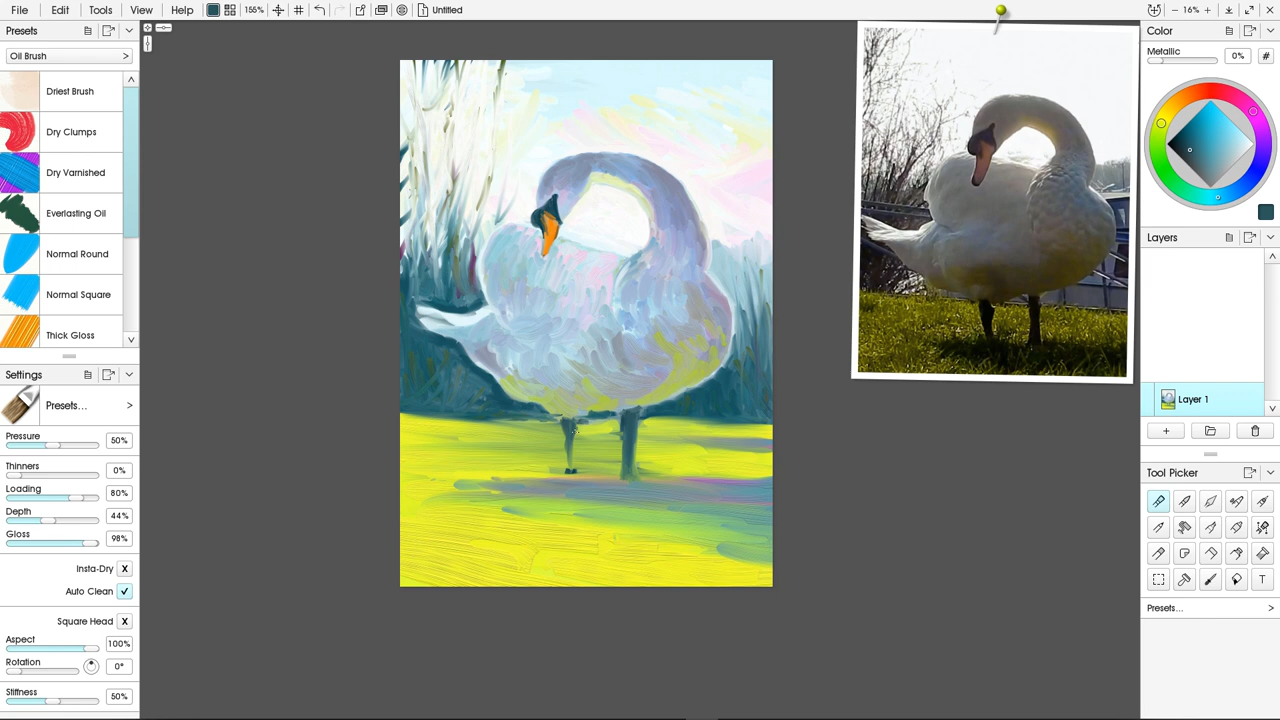 File Edit Tools View Help 155% Untitled 16%
Presets
Oil Brush >
Driest Brush
Dry Clumps
Dry Varnished
Everlasting Oil
Normal Round
Normal Square
Thick Gloss
Settings
Presets... >
Pressure 50%
Thinners 0%
Loading 80%
Depth 44%
Gloss 98%
Insta-Dry X
Auto Clean
Square Head X
Aspect 100%
Rotation 0°
Stiffness 50%
Color
Metallic 0% #
Layers
Layer 1
Tool Picker
T
Presets... >